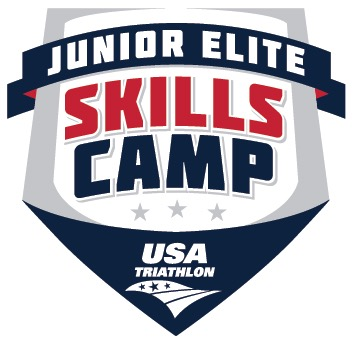 JUNIOR ELITE
SKILLS
CAMP
USA
TRIATHLON